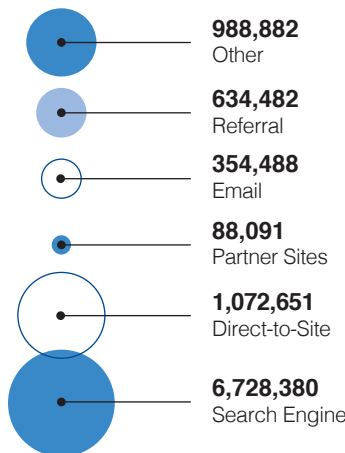 988,882
Other
634,482
Referral
354,488
Email
88,091
Partner Sites
1,072,651
Direct-to-Site
6,728,380
Search Engine